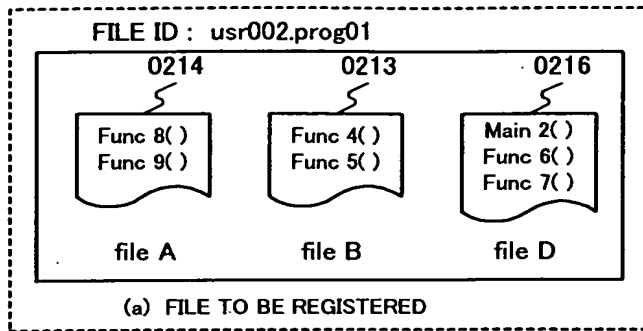 FILE ID : usr002.prog01
0214 0213 0216
Func 8( )
Func 9( )
Func 4( )
Func 5( )
Main 2( )
Func 6( )
Func 7( )
file A file B file D
(a) FILE TO BE REGISTERED